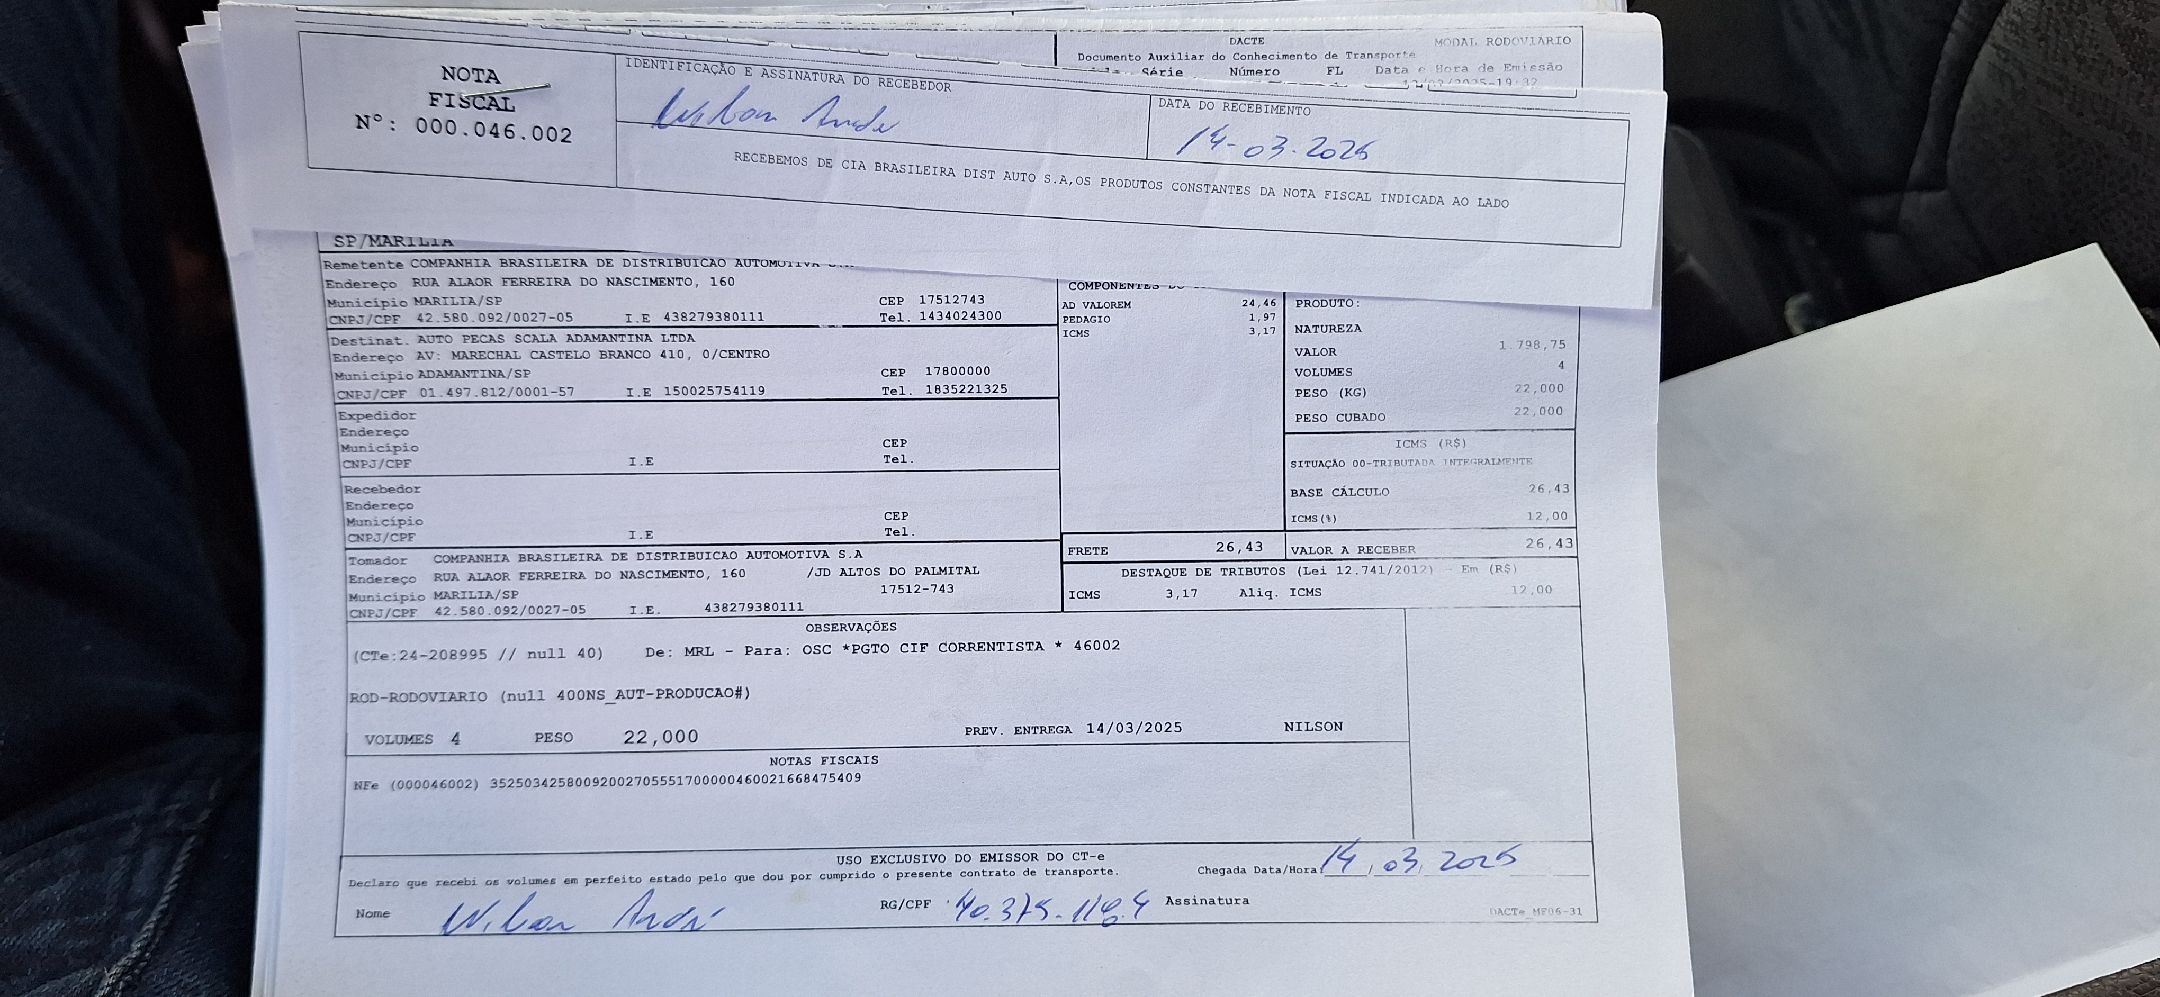 DACTE
MODAL RODOVIÁRIO
Documento Auxiliar do Conhecimento de Transporte
Série Número FL Data e Hora de Emissão
NOTA
FISCAL
Nº: 000.046.002
IDENTIFICAÇÃO E ASSINATURA DO RECEBEDOR
Wilson André
DATA DO RECEBIMENTO
14-03-2025
RECEBEMOS DE CIA BRASILEIRA DIST AUTO S.A,OS PRODUTOS CONSTANTES DA NOTA FISCAL INDICADA AO LADO
SP/MARILIA
Remetente COMPANHIA BRASILEIRA DE DISTRIBUICAO AUTOMOTIVA
Endereço RUA ALAOR FERREIRA DO NASCIMENTO, 160
Município MARILIA/SP CEP 17512743
CNPJ/CPF 42.580.092/0027-05 I.E 438279380111 Tel. 1434024300
Destinat. AUTO PECAS SCALA ADAMANTINA LTDA
Endereço AV: MARECHAL CASTELO BRANCO 410, 0/CENTRO
Município ADAMANTINA/SP CEP 17800000
CNPJ/CPF 01.497.812/0001-57 I.E 150025754119 Tel. 1835221325
Expedidor
Endereço
Município CEP
CNPJ/CPF I.E Tel.
Recebedor
Endereço
Município CEP
CNPJ/CPF I.E Tel.
Tomador COMPANHIA BRASILEIRA DE DISTRIBUICAO AUTOMOTIVA S.A
Endereço RUA ALAOR FERREIRA DO NASCIMENTO, 160 /JD ALTOS DO PALMITAL
Município MARILIA/SP 17512-743
CNPJ/CPF 42.580.092/0027-05 I.E. 438279380111
COMPONENTES
AD VALOREM 24,46
PEDAGIO 1,97
ICMS 3,17
PRODUTO:
NATUREZA
VALOR 1.798,75
VOLUMES 4
PESO (KG) 22,000
PESO CUBADO 22,000
ICMS (R$)
SITUAÇÃO 00-TRIBUTADA INTEGRALMENTE
BASE CÁLCULO 26,43
ICMS(%) 12,00
FRETE 26,43 VALOR A RECEBER 26,43
DESTAQUE DE TRIBUTOS (Lei 12.741/2012) - Em (R$)
ICMS 3,17 Aliq. ICMS 12,00
OBSERVAÇÕES
(CTe:24-208995 // null 40) De: MRL - Para: OSC *PGTO CIF CORRENTISTA * 46002
ROD-RODOVIARIO (null 400NS_AUT-PRODUCAO#)
VOLUMES 4 PESO 22,000 PREV. ENTREGA 14/03/2025 NILSON
NOTAS FISCAIS
NFe (000046002) 35250342580092002705551700000460021668475409
USO EXCLUSIVO DO EMISSOR DO CT-e
Declaro que recebi os volumes em perfeito estado pelo que dou por cumprido o presente contrato de transporte.
Chegada Data/Hora: 14/03/2025
Nome Wilson André RG/CPF Assinatura
DACTe_MF06-31